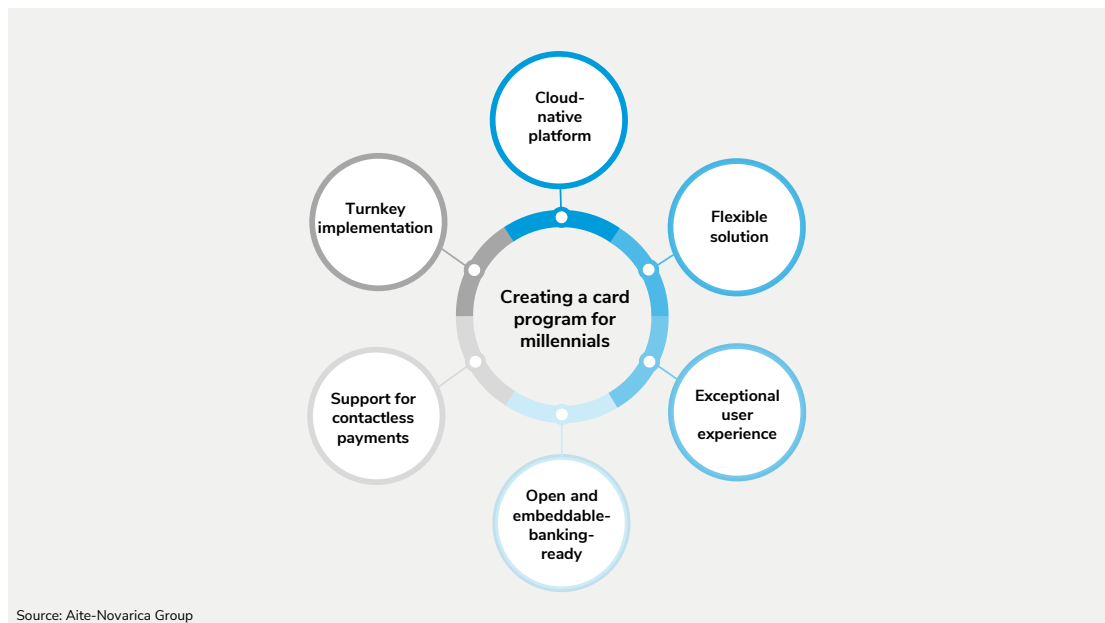 Cloud-
native
platform
Flexible
solution
Exceptional
user
experience
Open and
embeddable-
banking-
ready
Support for
contactless
payments
Turnkey
implementation
Creating a card
program for
millennials
Source: Aite-Novarica Group